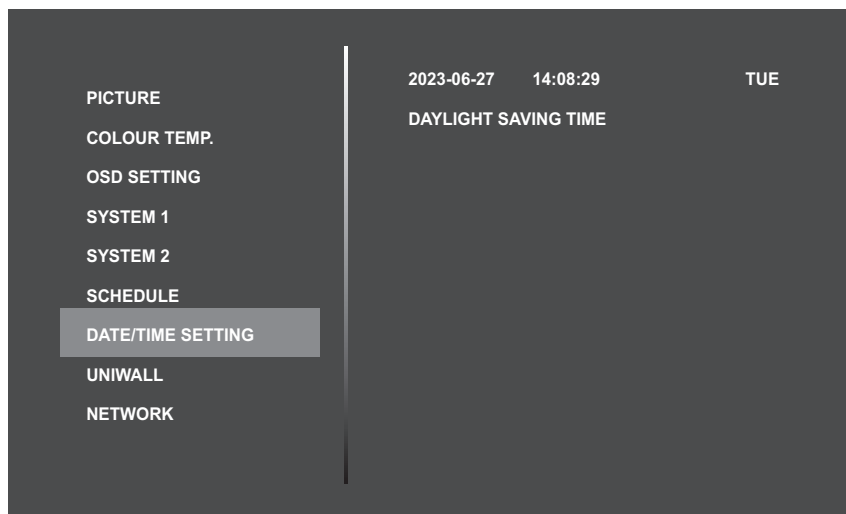 PICTURE
COLOUR TEMP.
OSD SETTING
SYSTEM 1
SYSTEM 2
SCHEDULE
DATE/TIME SETTING
UNIWALL
NETWORK
2023-06-27 14:08:29 TUE
DAYLIGHT SAVING TIME